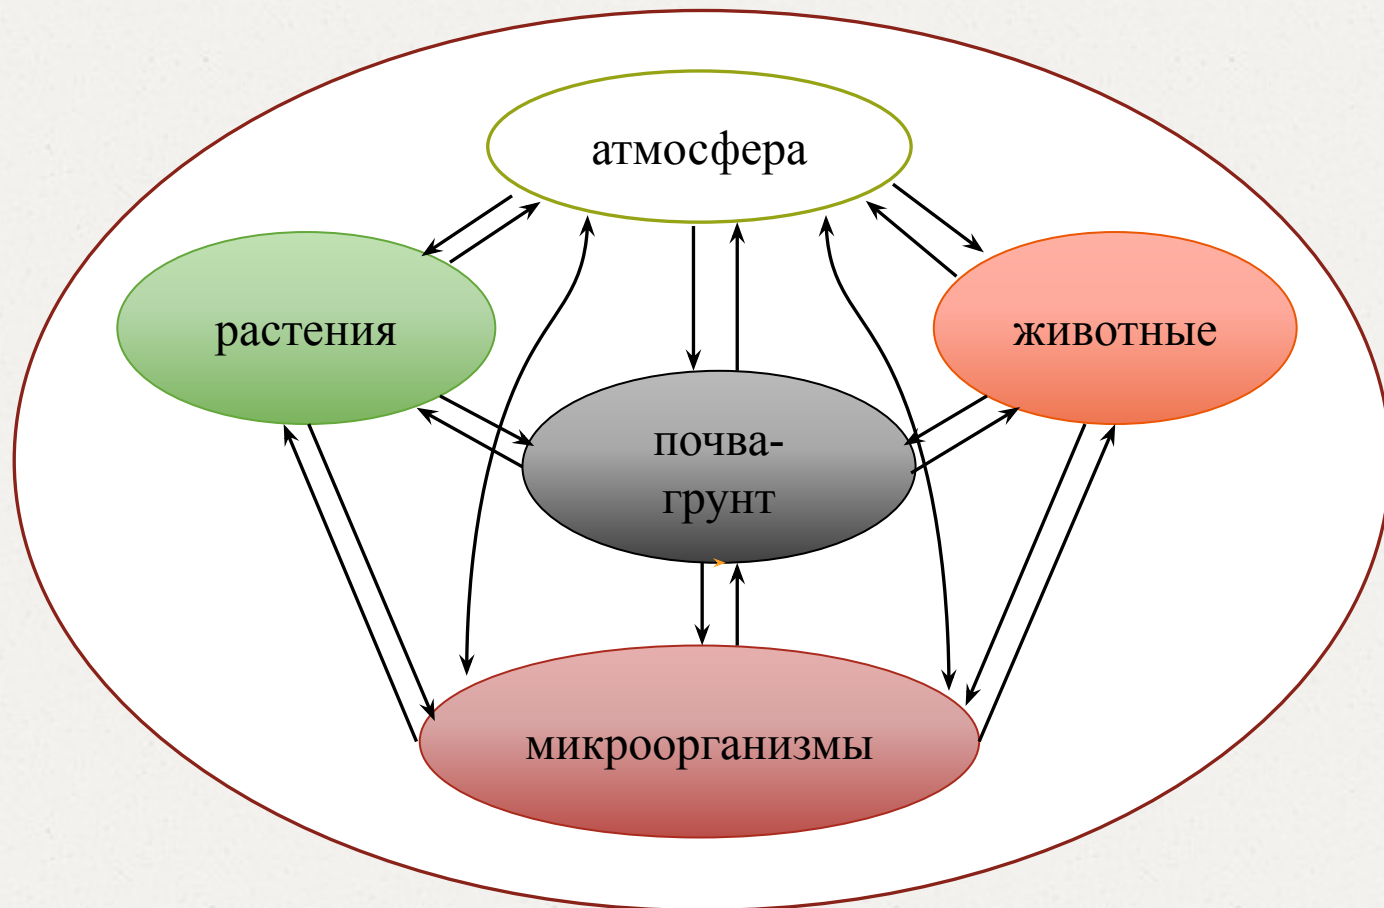 атмосфера
растения
животные
почва-
грунт
микроорганизмы